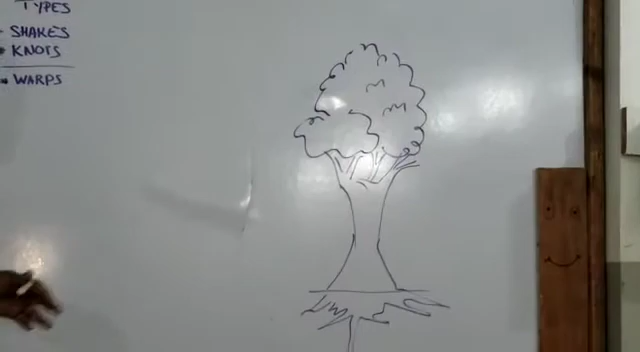 TYPES
- SHAKES
• KNOTS
• WARPS